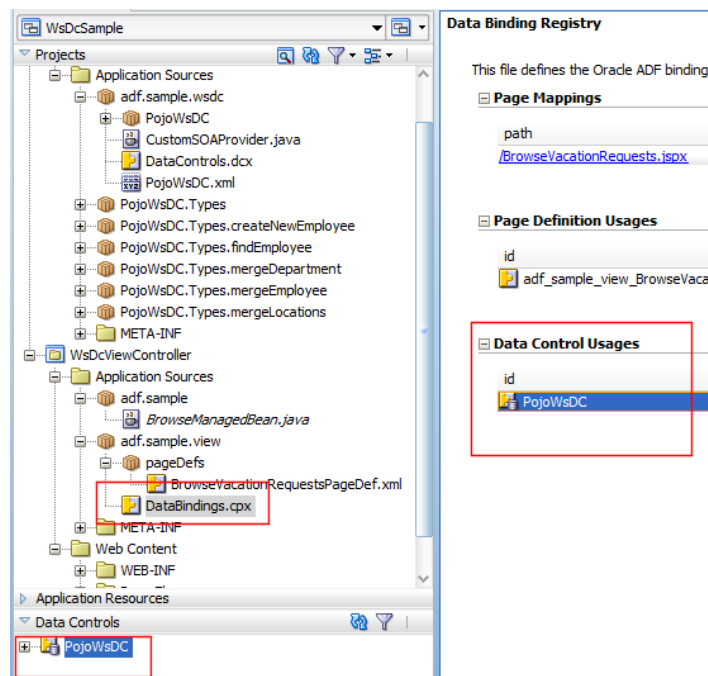 WsDcSample
Projects
Application Sources
adf.sample.wsdc
PojoWsDC
CustomSOAProvider.java
DataControls.dcx
PojoWsDC.xml
PojoWsDC.Types
PojoWsDC.Types.createNewEmployee
PojoWsDC.Types.findEmployee
PojoWsDC.Types.mergeDepartment
PojoWsDC.Types.mergeEmployee
PojoWsDC.Types.mergeLocations
META-INF
WsDcViewController
Application Sources
adf.sample
BrowseManagedBean.java
adf.sample.view
pageDefs
BrowseVacationRequestsPageDef.xml
DataBindings.cpx
META-INF
Web Content
WEB-INF
Application Resources
Data Controls
PojoWsDC
Data Binding Registry
This file defines the Oracle ADF binding
Page Mappings
path
/BrowseVacationRequests.jspx
Page Definition Usages
id
adf_sample_view_BrowseVaca
Data Control Usages
id
PojoWsDC